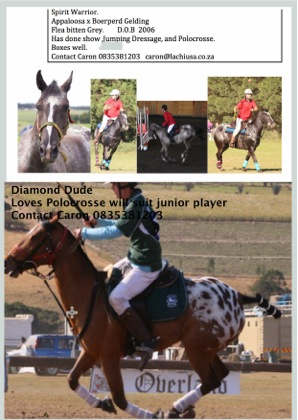 Spirit Warrior.
Appaloosa x Boerperd Gelding
Flea bitten Grey. D.O.B 2006
Has done show Jumping Dressage, and Polocrosse.
Boxes well.
Contact Caron 0835381203 caron@lachiusa.co.za
Diamond Dude
Loves Polocrosse will suit junior player
Contact Caron 0835381203
Overland